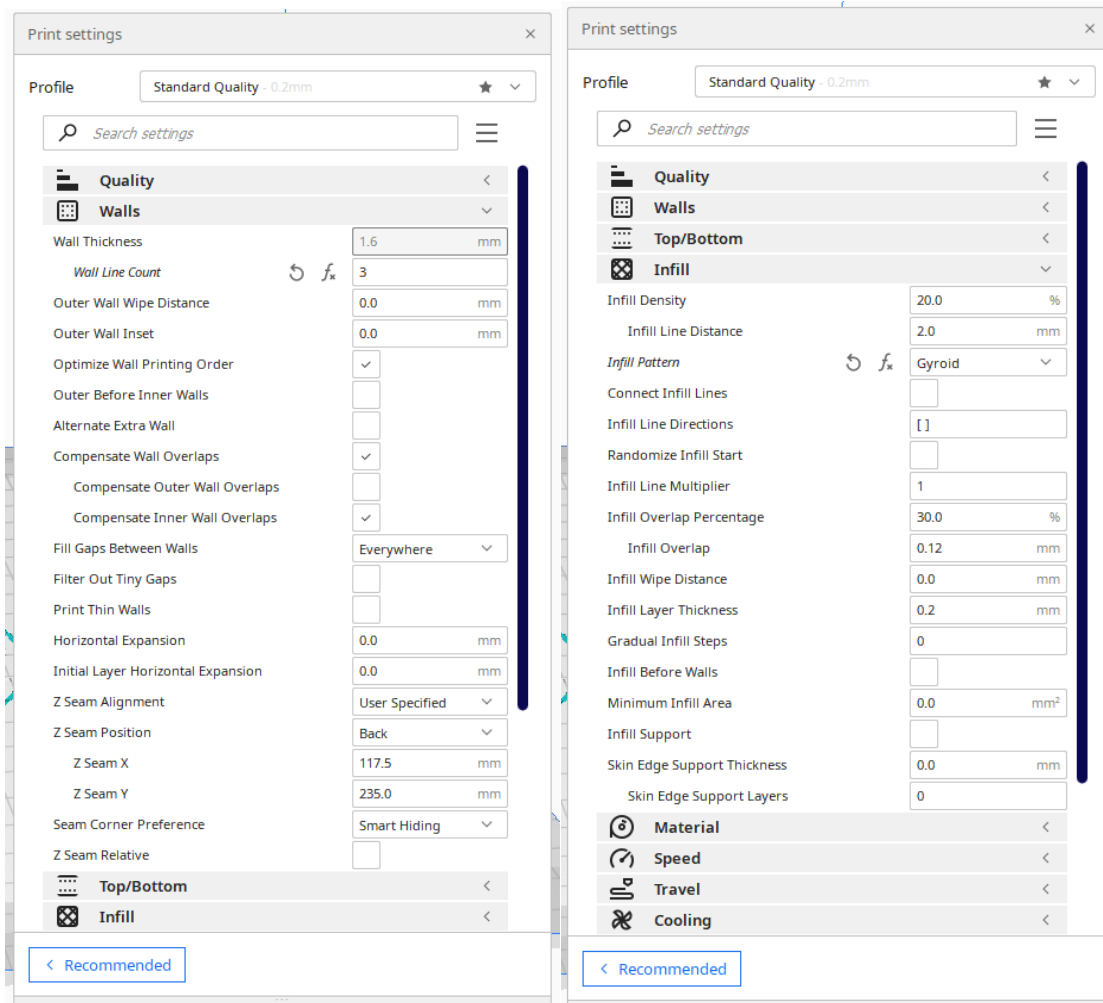 Print settings
Profile
Standard Quality - 0.2mm
Search settings
Quality
Walls
Wall Thickness 1.6 mm
Wall Line Count 3
Outer Wall Wipe Distance 0.0 mm
Outer Wall Inset 0.0 mm
Optimize Wall Printing Order
Outer Before Inner Walls
Alternate Extra Wall
Compensate Wall Overlaps
Compensate Outer Wall Overlaps
Compensate Inner Wall Overlaps
Fill Gaps Between Walls Everywhere
Filter Out Tiny Gaps
Print Thin Walls
Horizontal Expansion 0.0 mm
Initial Layer Horizontal Expansion 0.0 mm
Z Seam Alignment User Specified
Z Seam Position Back
Z Seam X 117.5 mm
Z Seam Y 235.0 mm
Seam Corner Preference Smart Hiding
Z Seam Relative
Top/Bottom
Infill
Recommended
Print settings
Profile
Standard Quality - 0.2mm
Search settings
Quality
Walls
Top/Bottom
Infill
Infill Density 20.0 %
Infill Line Distance 2.0 mm
Infill Pattern Gyroid
Connect Infill Lines
Infill Line Directions [ ]
Randomize Infill Start
Infill Line Multiplier 1
Infill Overlap Percentage 30.0 %
Infill Overlap 0.12 mm
Infill Wipe Distance 0.0 mm
Infill Layer Thickness 0.2 mm
Gradual Infill Steps 0
Infill Before Walls
Minimum Infill Area 0.0 mm²
Infill Support
Skin Edge Support Thickness 0.0 mm
Skin Edge Support Layers 0
Material
Speed
Travel
Cooling
Recommended